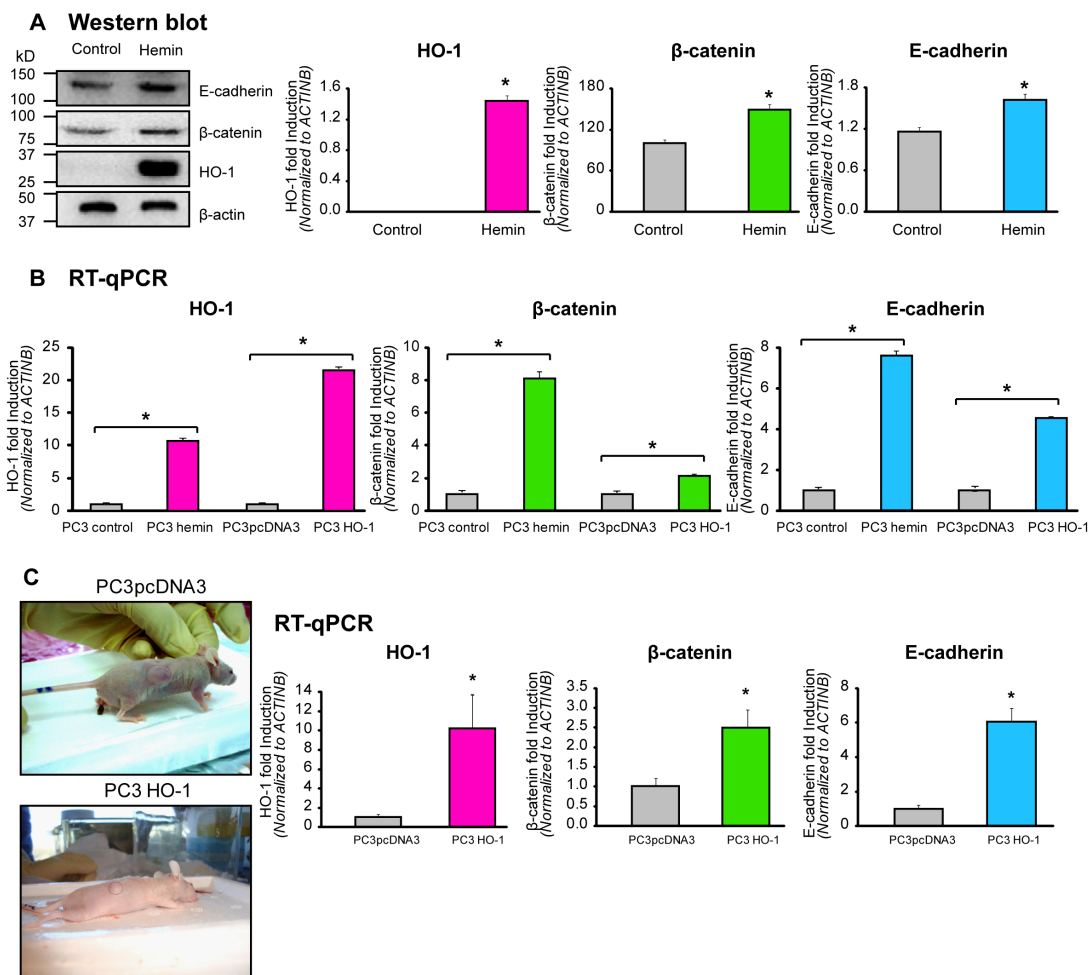 A Western blot
kD
Control Hemin
150
100
E-cadherin
100
75
β-catenin
37
25
HO-1
50
37
β-actin
HO-1
HO-1 fold Induction
(Normalized to ACTINB)
1.6
1.2
0.8
0.4
0.0
*
Control Hemin
β-catenin
β-catenin fold Induction
(Normalized to ACTINB)
180
120
60
0
*
Control Hemin
E-cadherin
E-cadherin fold Induction
(Normalized to ACTINB)
1.8
1.2
0.6
0.0
*
Control Hemin
B RT-qPCR
HO-1
HO-1 fold Induction
(Normalized to ACTINB)
25
20
15
10
5
0
*
*
PC3 control PC3 hemin PC3pcDNA3 PC3 HO-1
β-catenin
β-catenin fold Induction
(Normalized to ACTINB)
10
8
6
4
2
0
*
*
PC3 control PC3 hemin PC3pcDNA3 PC3 HO-1
E-cadherin
E-cadherin fold Induction
(Normalized to ACTINB)
8
6
4
2
0
*
*
PC3 control PC3 hemin PC3pcDNA3 PC3 HO-1
C
PC3pcDNA3
PC3 HO-1
RT-qPCR
HO-1
HO-1 fold Induction
(Normalized to ACTINB)
14
12
10
8
6
4
2
0
*
PC3pcDNA3 PC3 HO-1
β-catenin
β-catenin fold Induction
(Normalized to ACTINB)
3.5
3.0
2.5
2.0
1.5
1.0
0.5
0.0
*
PC3pcDNA3 PC3 HO-1
E-cadherin
E-cadherin fold Induction
(Normalized to ACTINB)
8
6
4
2
0
*
PC3pcDNA3 PC3 HO-1